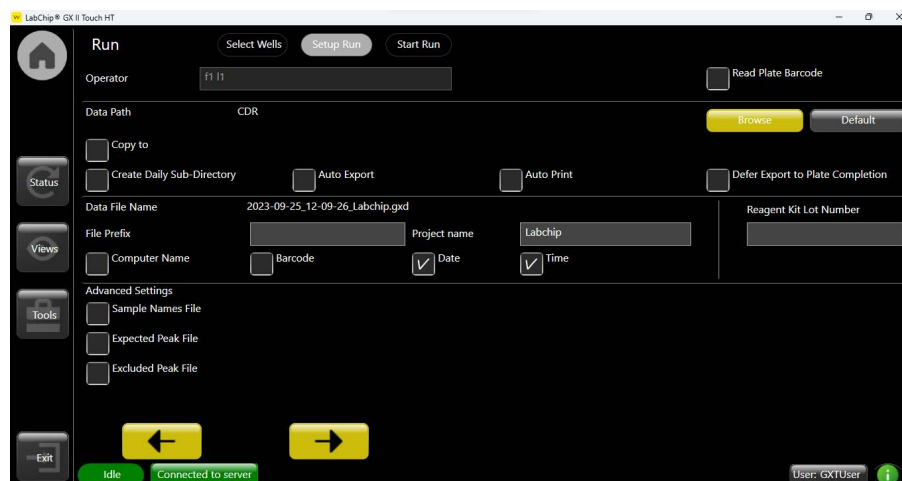 LabChip® GX II Touch HT
Run
Select Wells
Setup Run
Start Run
Operator
f1 l1
Read Plate Barcode
Data Path
CDR
Browse
Default
Copy to
Create Daily Sub-Directory
Auto Export
Auto Print
Defer Export to Plate Completion
Status
Data File Name
2023-09-25_12-09-26_Labchip.gxd
Reagent Kit Lot Number
File Prefix
Project name
Labchip
Views
Computer Name
Barcode
Date
Time
Advanced Settings
Sample Names File
Tools
Expected Peak File
Excluded Peak File
Exit
Idle
Connected to server
User: GXTUser
i